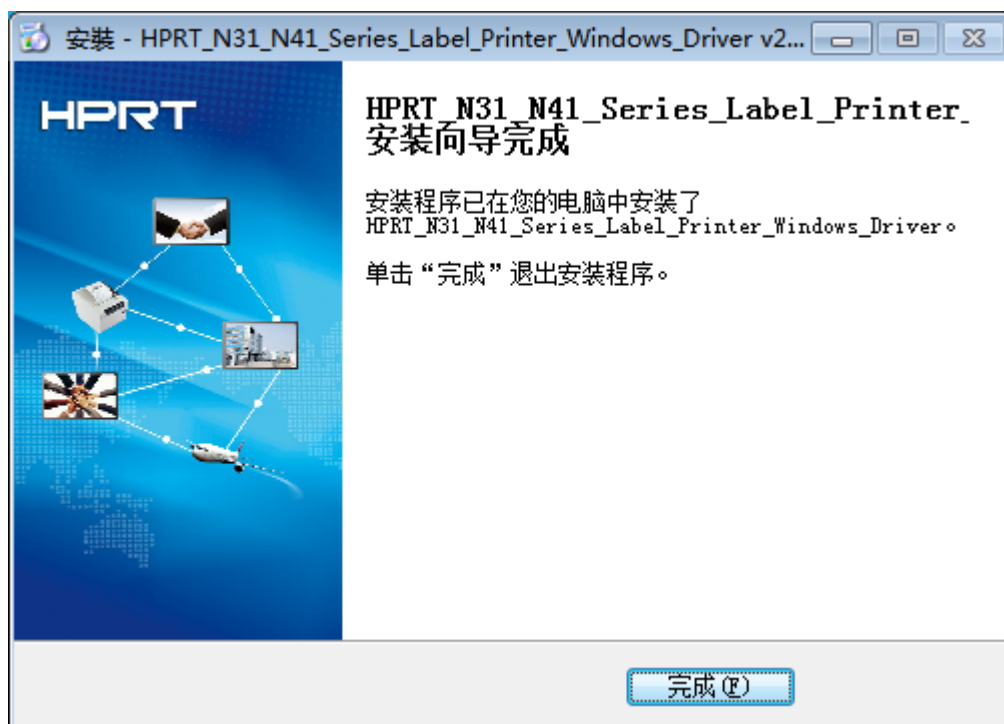 安裝 - HPRT_N31_N41_Series_Label_Printer_Windows_Driver v2...
HPRT
HPRT_N31_N41_Series_Label_Printer_
安装向导完成
安装程序已在您的电脑中安装了
HPRT_N31_N41_Series_Label_Printer_Windows_Driver。
单击“完成”退出安装程序。
完成(F)